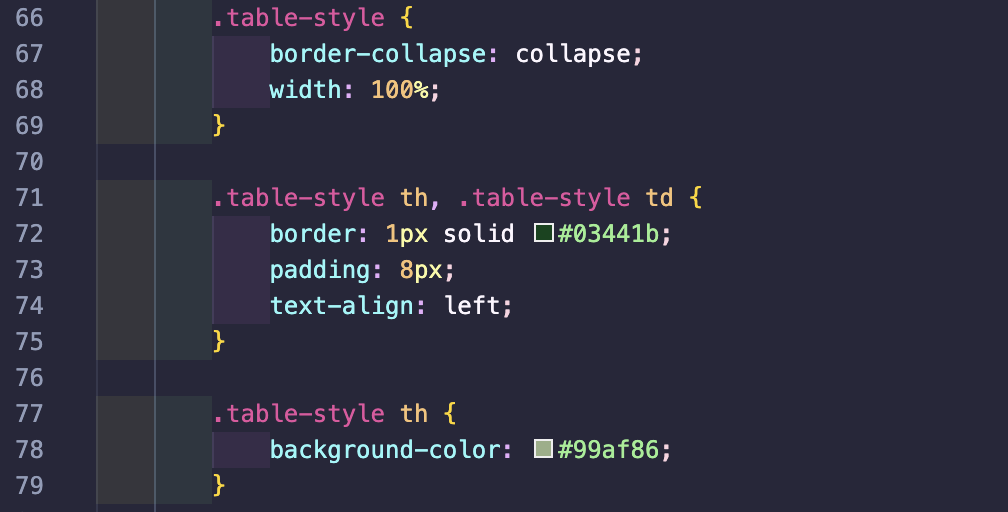 66 .table-style {
67 border-collapse: collapse;
68 width: 100%;
69 }
70
71 .table-style th, .table-style td {
72 border: 1px solid #03441b;
73 padding: 8px;
74 text-align: left;
75 }
76
77 .table-style th {
78 background-color: #99af86;
79 }